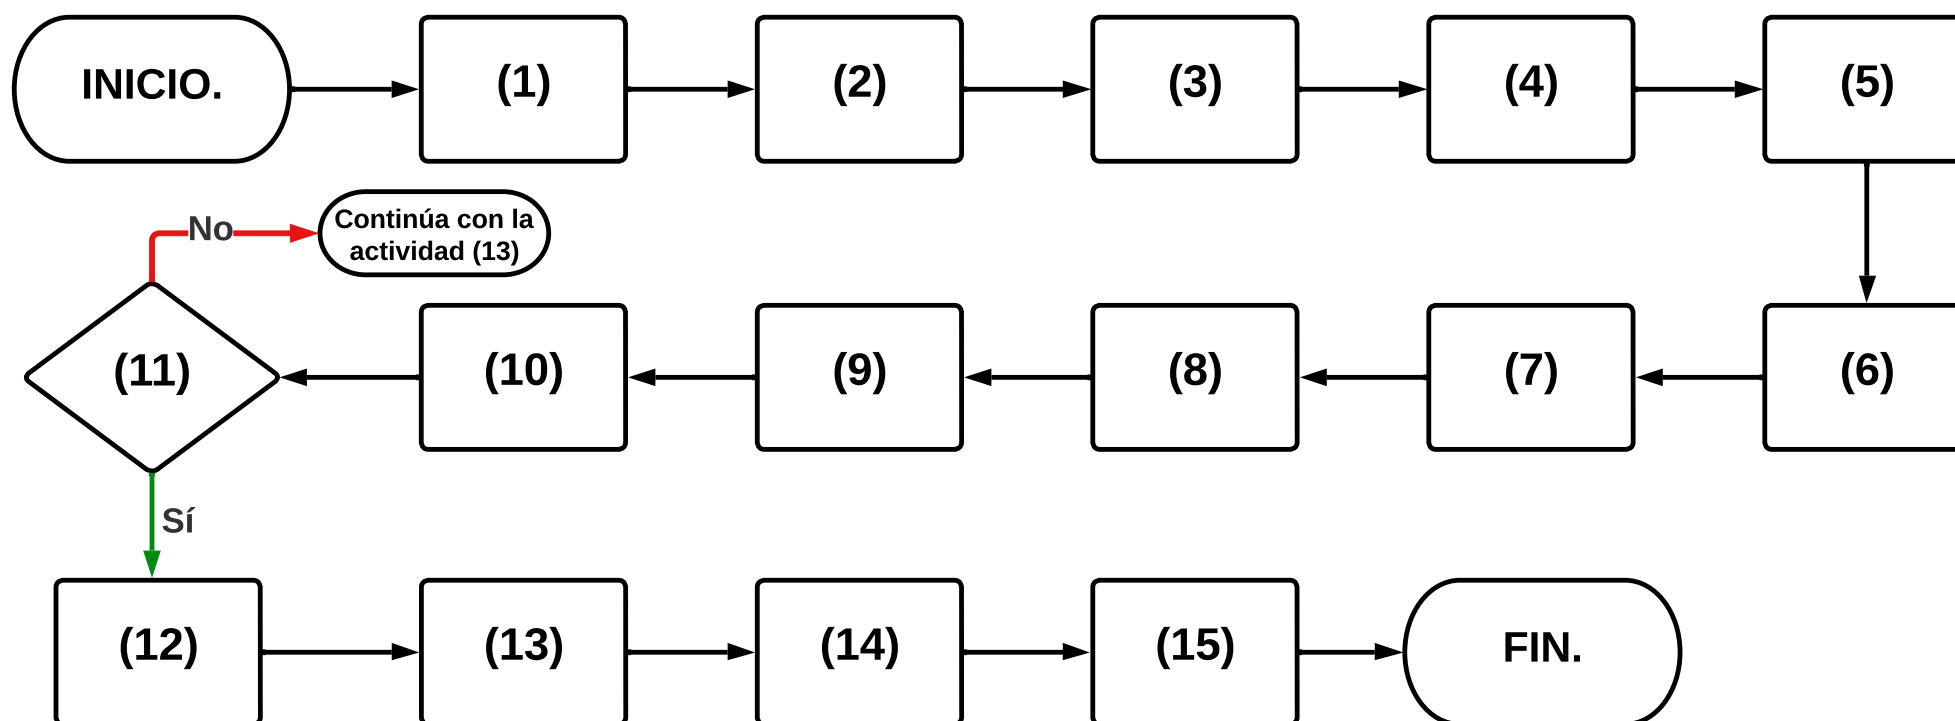 INICIO.
(1)
(2)
(3)
(4)
(5)
No
Continúa con la
actividad (13)
(11)
(10)
(9)
(8)
(7)
(6)
Sí
(12)
(13)
(14)
(15)
FIN.